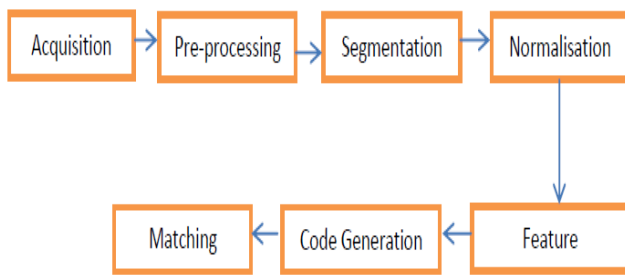 Acquisition
Pre-processing
Segmentation
Normalisation
Feature
Code Generation
Matching